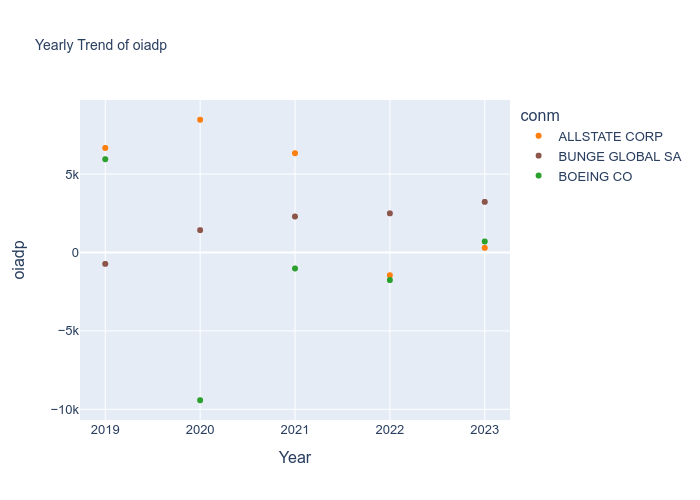 Yearly Trend of oiadp
conm
ALLSTATE CORP
BUNGE GLOBAL SA
BOEING CO
oiadp
5k
0
−5k
−10k
2019
2020
2021
2022
2023
Year